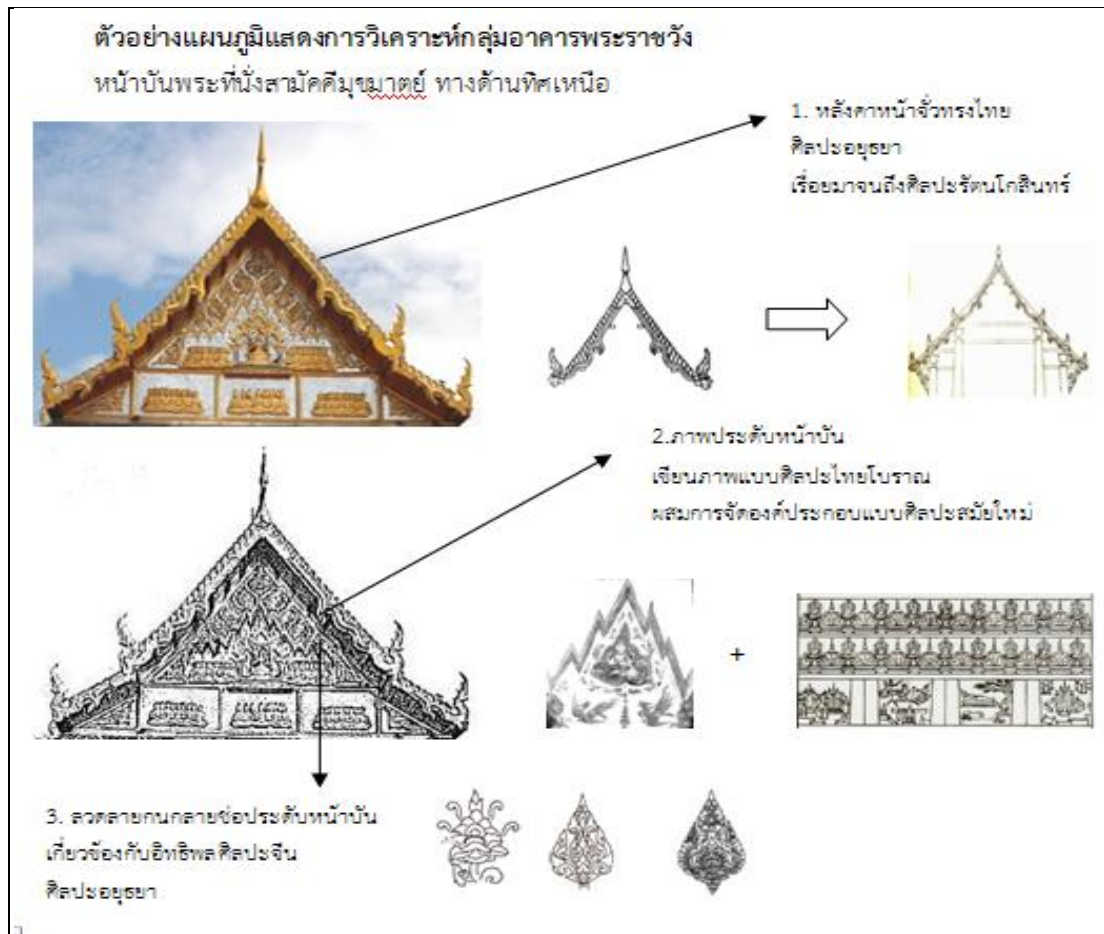 ตัวอย่างแผนภูมิแสดงการวิเคราะห์กลุ่มอาคารพระราชวัง
หน้าบันพระที่นั่งสามัคคีมุขมาตย์ ทางด้านทิศเหนือ
1. หลังคาหน้าจั่วทรงไทย
ศิลปะอยุธยา
เรื่อยมาจนถึงศิลปะรัตนโกสินทร์
2.ภาพประดับหน้าบัน
เขียนภาพแบบศิลปะไทยโบราณ
ผสมการจัดองค์ประกอบแบบศิลปะสมัยใหม่
+
3. ลวดลายกนกลายช่อประดับหน้าบัน
เกี่ยวข้องกับอิทธิพลศิลปะจีน
ศิลปะอยุธยา